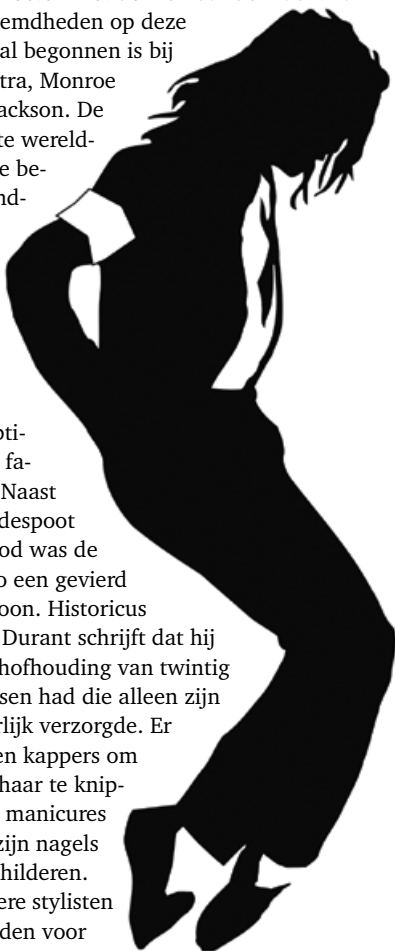 emdheden op deze
al begonnen is bij
tra, Monroe
ackson. De
te wereld-
e be-
nd-
pti-
fa-
Naast
despoot
od was de
o een gevierd
oon. Historicus
Durant schrijft dat hij
hofhouding van twintig
sen had die alleen zijn
rlijk verzorgde. Er
en kappers om
haar te knip-
manicures
zijn nagels
hilderen.
ere stylisten
den voor